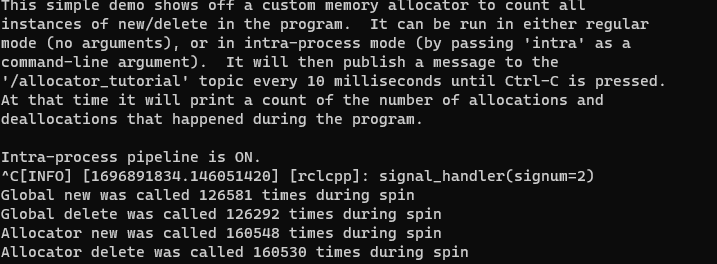 This simple demo shows off a custom memory allocator to count all
instances of new/delete in the program.  It can be run in either regular
mode (no arguments), or in intra-process mode (by passing 'intra' as a
command-line argument).  It will then publish a message to the
'/allocator_tutorial' topic every 10 milliseconds until Ctrl-C is pressed.
At that time it will print a count of the number of allocations and
deallocations that happened during the program.

Intra-process pipeline is ON.
^C[INFO] [1696891834.146051420] [rclcpp]: signal_handler(signum=2)
Global new was called 126581 times during spin
Global delete was called 126292 times during spin
Allocator new was called 160548 times during spin
Allocator delete was called 160530 times during spin